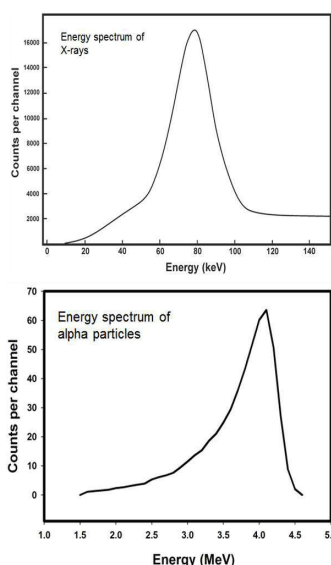 Energy spectrum of
X-rays
16000
14000
12000
10000
8000
6000
4000
2000
Counts per channel
0 20 40 60 80 100 120 140
Energy (keV)
Energy spectrum of
alpha particles
70
60
50
40
30
20
10
0
Counts per channel
1.0 1.5 2.0 2.5 3.0 3.5 4.0 4.5 5.
Energy (MeV)